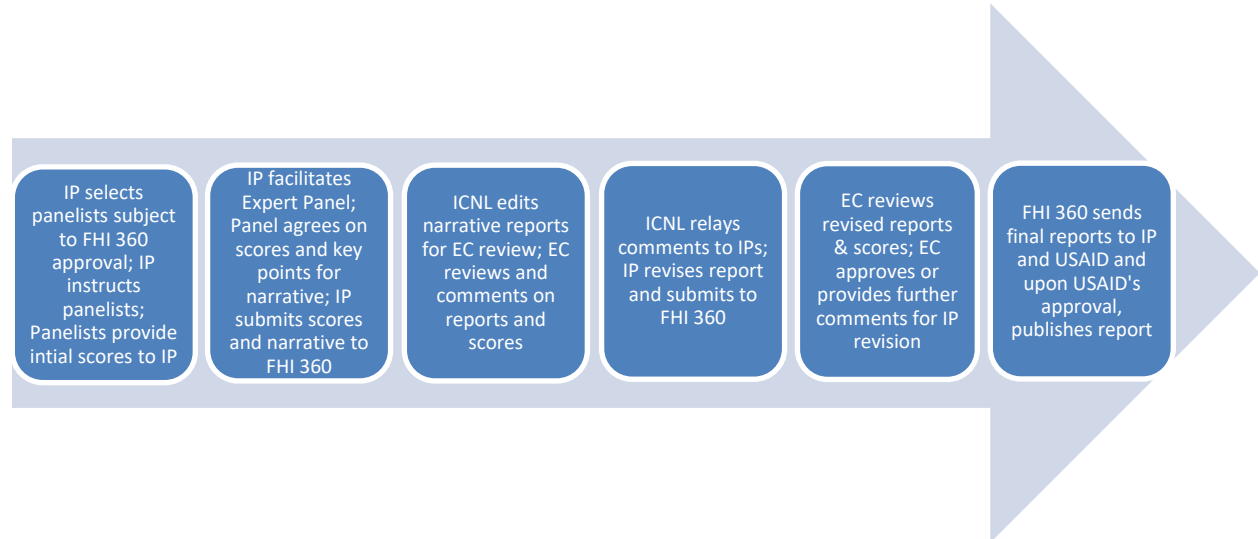 IP selects
panelists subject
to FHI 360
approval; IP
instructs
panelists;
Panelists provide
intial scores to IP
IP facilitates
Expert Panel;
Panel agrees on
scores and key
points for
narrative; IP
submits scores
and narrative to
FHI 360
ICNL edits
narrative reports
for EC review; EC
reviews and
comments on
reports and
scores
ICNL relays
comments to IPs;
IP revises report
and submits to
FHI 360
EC reviews
revised reports
& scores; EC
approves or
provides further
comments for IP
revision
FHI 360 sends
final reports to IP
and USAID and
upon USAID's
approval,
publishes report